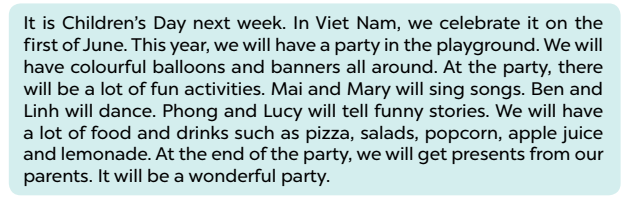 It is Children’s Day next week. In Viet Nam, we celebrate it on the
first of June. This year, we will have a party in the playground. We will
have colourful balloons and banners all around. At the party, there
will be a lot of fun activities. Mai and Mary will sing songs. Ben and
Linh will dance. Phong and Lucy will tell funny stories. We will have
a lot of food and drinks such as pizza, salads, popcorn, apple juice
and lemonade. At the end of the party, we will get presents from our
parents. It will be a wonderful party.